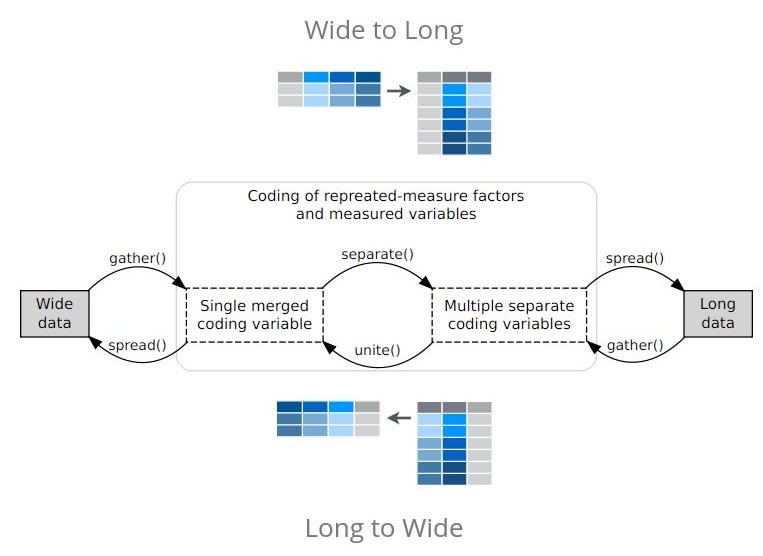 Wide to Long
Coding of repreated-measure factors
and measured variables
gather()
separate()
spread()
Wide
data
Single merged
coding variable
Multiple separate
coding variables
Long
data
spread()
unite()
gather()
Long to Wide